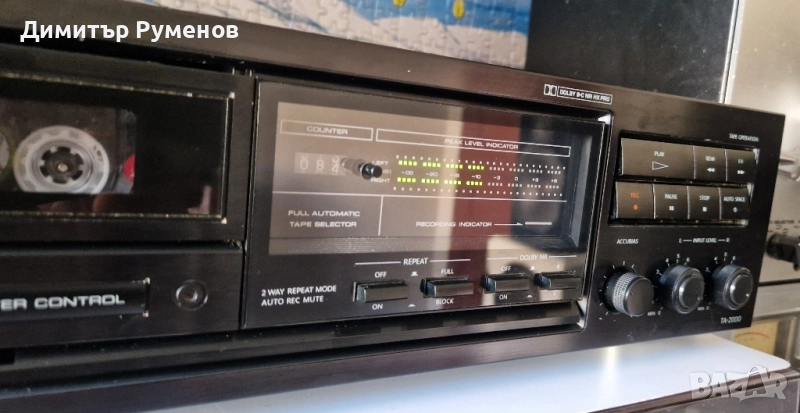 Димитър Руменов
DOLBY B·C NR HX PRO
COUNTER
PEAK LEVEL INDICATOR
TAPE OPERATION
LEFT
RIGHT
PLAY
REW
REC
PAUSE
STOP
AUTO SPACE
FULL AUTOMATIC
TAPE SELECTOR
RECORDING INDICATOR
ACCUBIAS
L INPUT LEVEL R
REPEAT
DOLBY NR
OFF
FULL
OFF
2 WAY REPEAT MODE
AUTO REC MUTE
ON
BLOCK
ON
ER CONTROL
TA-2800
BAZAR